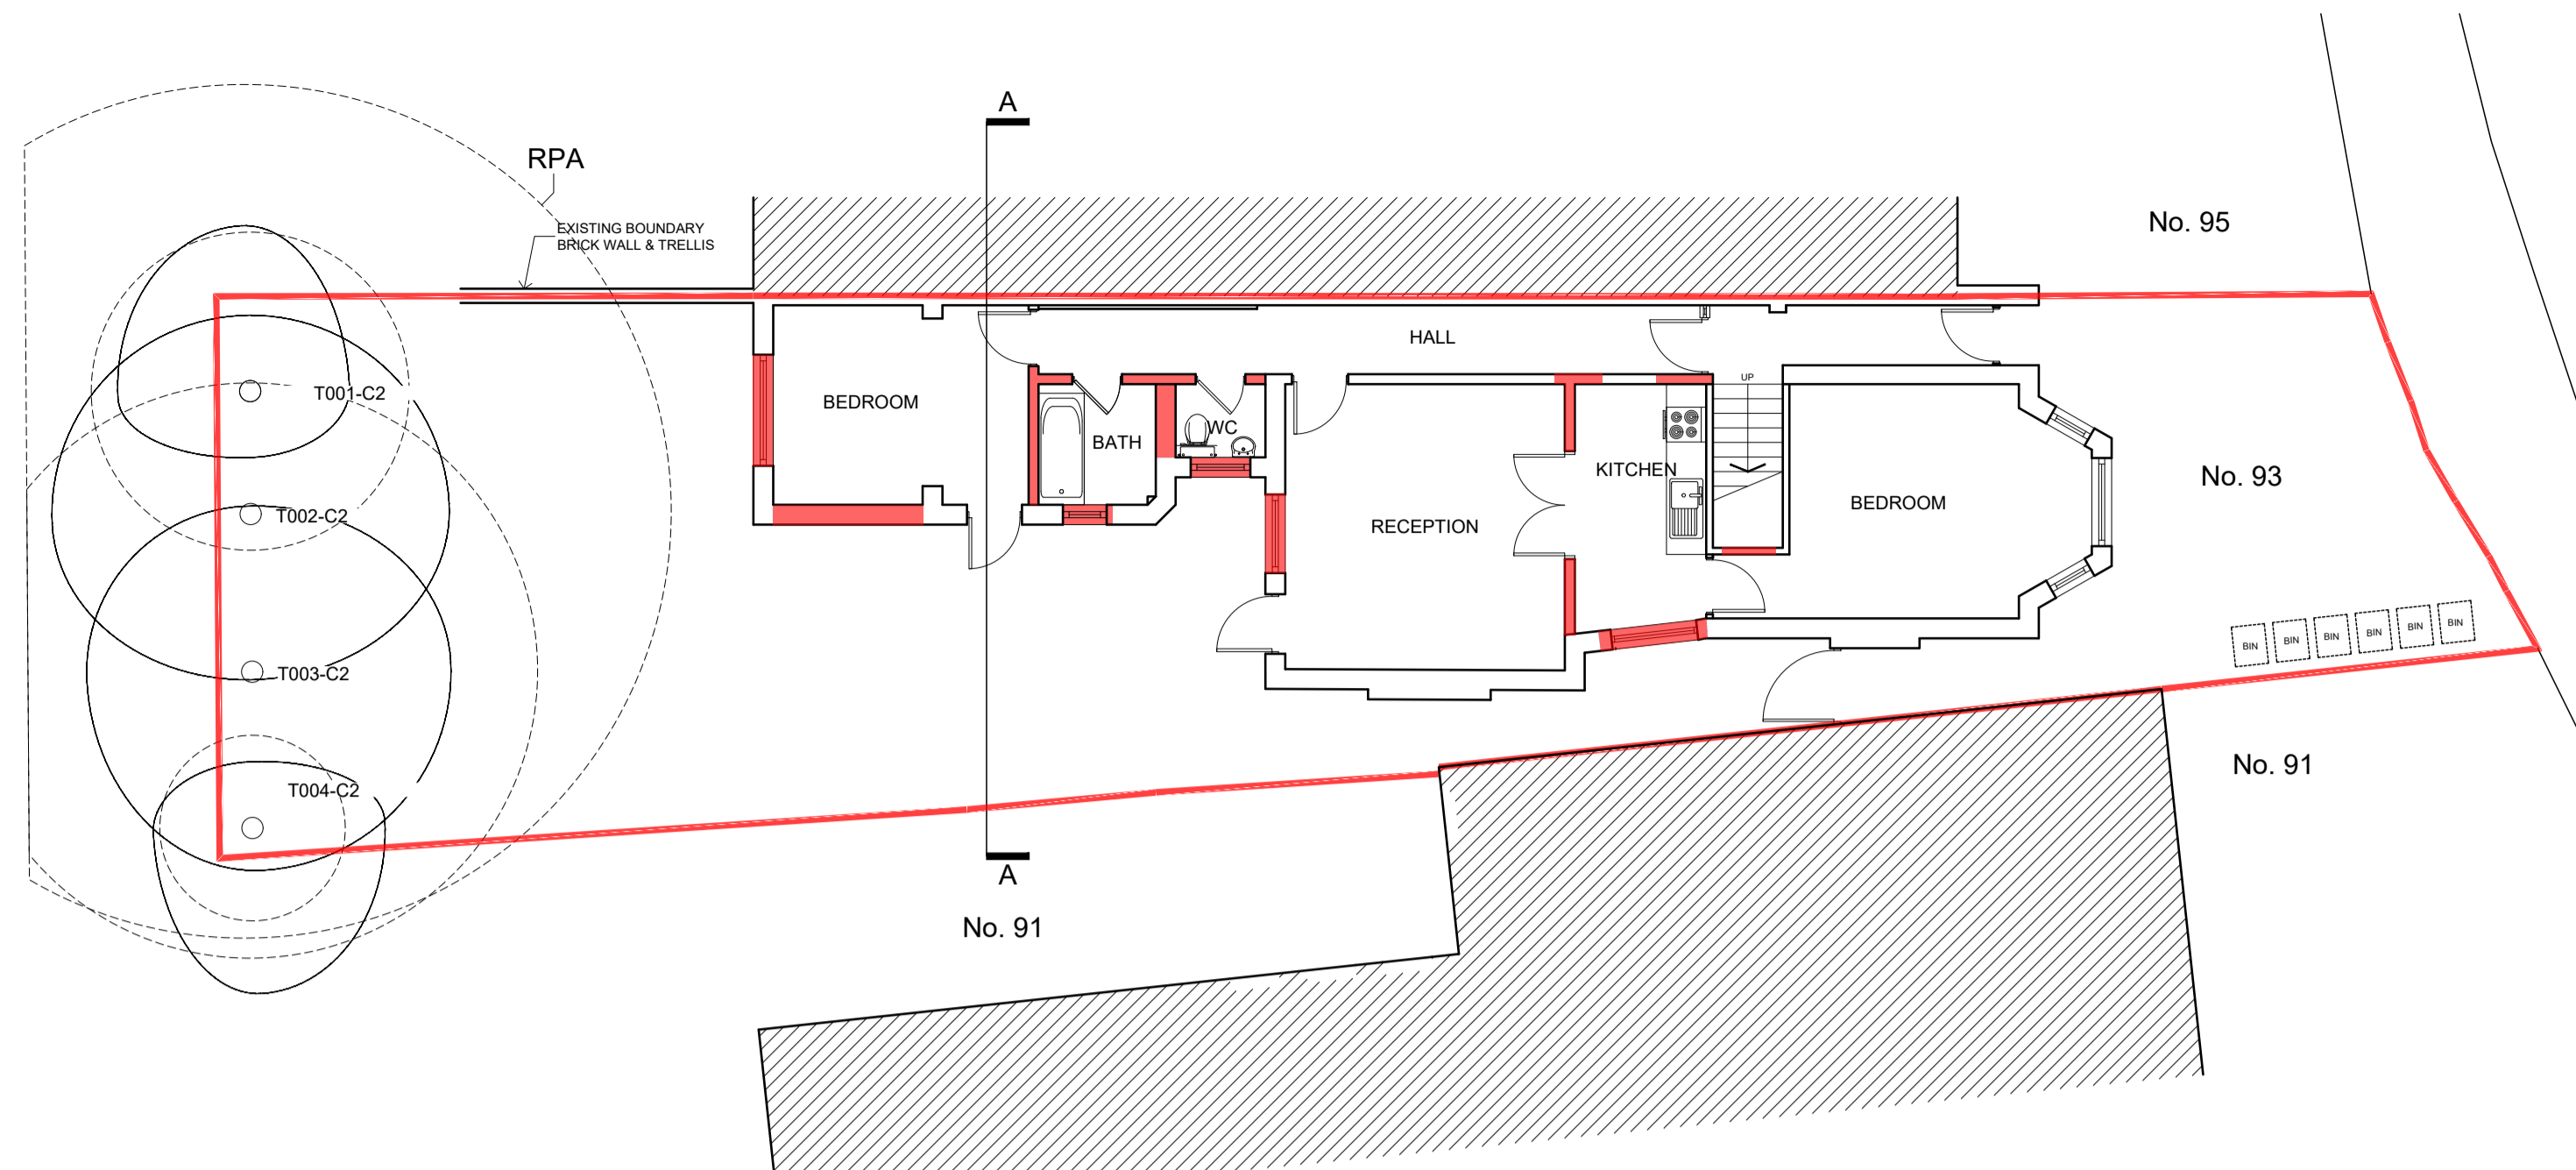 A
RPA
EXISTING BOUNDARY
BRICK WALL & TRELLIS
No. 95
HALL
UP
T001-C2
BEDROOM
BATH
WC
KITCHEN
No. 93
BEDROOM
T002-C2
RECEPTION
BIN
BIN
BIN
BIN
BIN
BIN
T003-C2
No. 91
T004-C2
A
No. 91